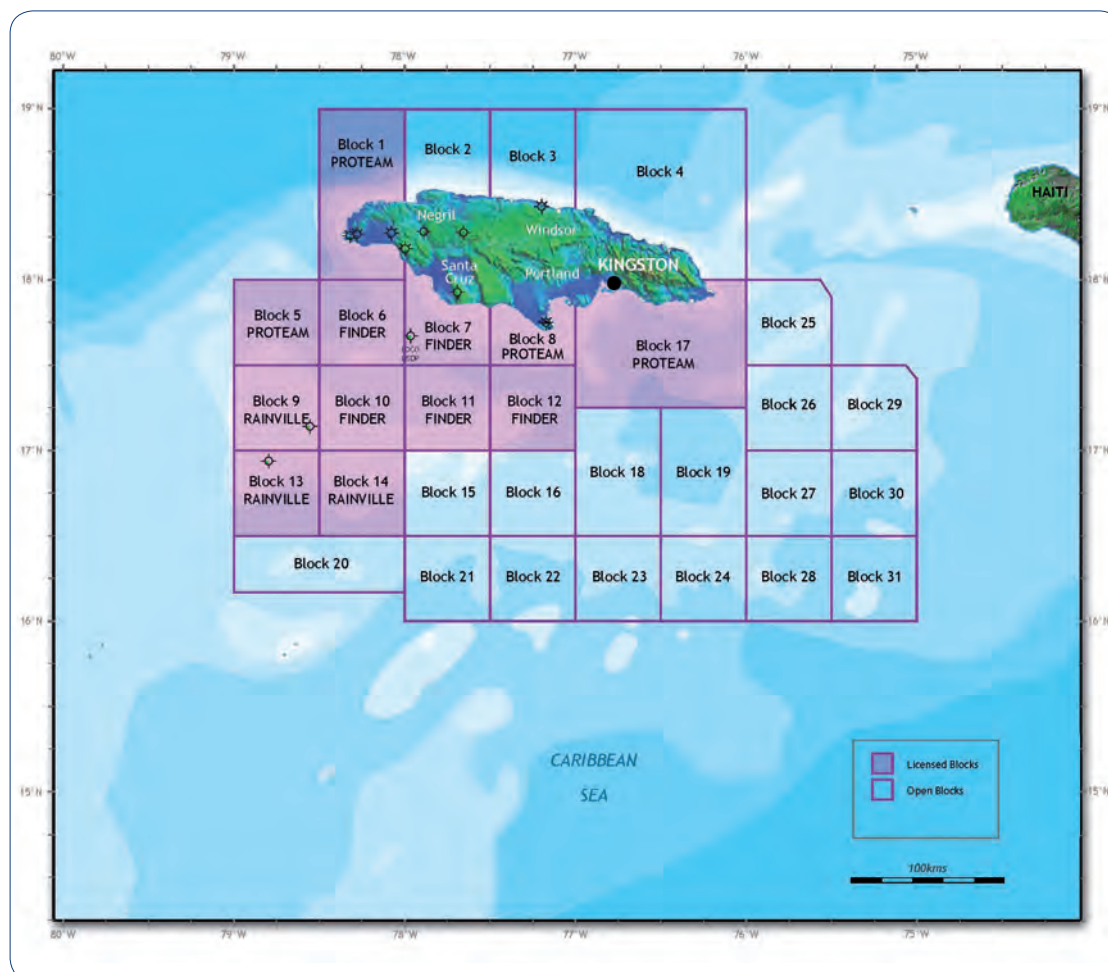 80°W
79°W
78°W
77°W
76°W
75°W
19°N
19°N
Block 1
PROTEAM
Block 2
Block 3
Block 4
HAITI
Negril
Windsor
Santa
Cruz
Portland
KINGSTON
18°N
18°N
Block 5
PROTEAM
Block 6
FINDER
Block 7
FINDER
Block 8
PROTEAM
Block 17
PROTEAM
Block 25
Block 9
RAINVILLE
Block 10
FINDER
Block 11
FINDER
Block 12
FINDER
Block 26
Block 29
17°N
17°N
Block 13
RAINVILLE
Block 14
RAINVILLE
Block 15
Block 16
Block 18
Block 19
Block 27
Block 30
Block 20
Block 21
Block 22
Block 23
Block 24
Block 28
Block 31
16°N
16°N
CARIBBEAN
SEA
Licensed Blocks
Open Blocks
15°N
15°N
100kms
80°W
79°W
78°W
77°W
76°W
75°W